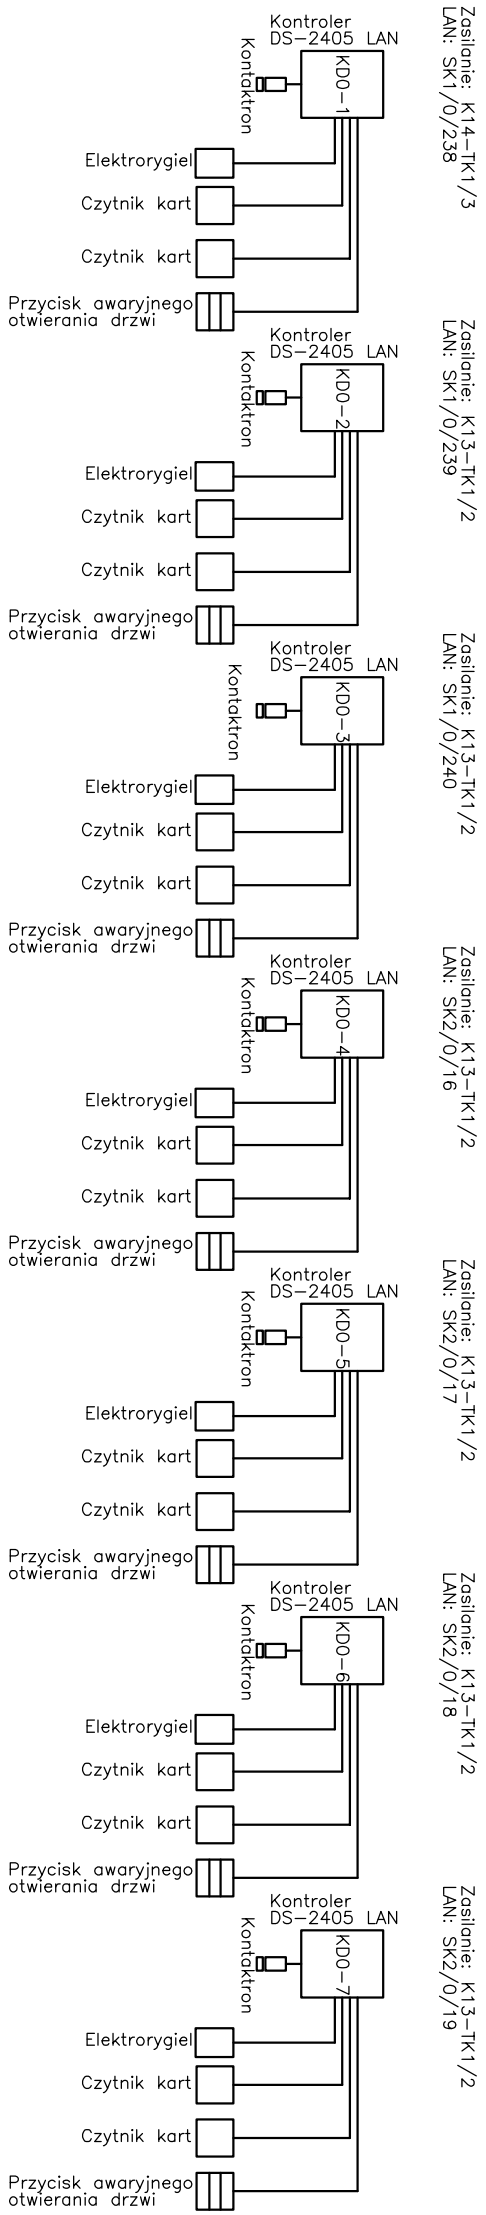 Kontroler
DS-2405 LAN
KD0-1
Kontaktron
Zasilanie: K14-TK1/3
LAN: SK1/0/238
Elektrorygiel
Czytnik kart
Czytnik kart
Przycisk awaryjnego
otwierania drzwi
Kontroler
DS-2405 LAN
KD0-2
Kontaktron
Zasilanie: K13-TK1/2
LAN: SK1/0/239
Elektrorygiel
Czytnik kart
Czytnik kart
Przycisk awaryjnego
otwierania drzwi
Kontroler
DS-2405 LAN
KD0-3
Kontaktron
Zasilanie: K13-TK1/2
LAN: SK1/0/240
Elektrorygiel
Czytnik kart
Czytnik kart
Przycisk awaryjnego
otwierania drzwi
Kontroler
DS-2405 LAN
KD0-4
Kontaktron
Zasilanie: K13-TK1/2
LAN: SK2/0/16
Elektrorygiel
Czytnik kart
Czytnik kart
Przycisk awaryjnego
otwierania drzwi
Kontroler
DS-2405 LAN
KD0-5
Kontaktron
Zasilanie: K13-TK1/2
LAN: SK2/0/17
Elektrorygiel
Czytnik kart
Czytnik kart
Przycisk awaryjnego
otwierania drzwi
Kontroler
DS-2405 LAN
KD0-6
Kontaktron
Zasilanie: K13-TK1/2
LAN: SK2/0/18
Elektrorygiel
Czytnik kart
Czytnik kart
Przycisk awaryjnego
otwierania drzwi
Kontroler
DS-2405 LAN
KD0-7
Kontaktron
Zasilanie: K13-TK1/2
LAN: SK2/0/19
Elektrorygiel
Czytnik kart
Czytnik kart
Przycisk awaryjnego
otwierania drzwi